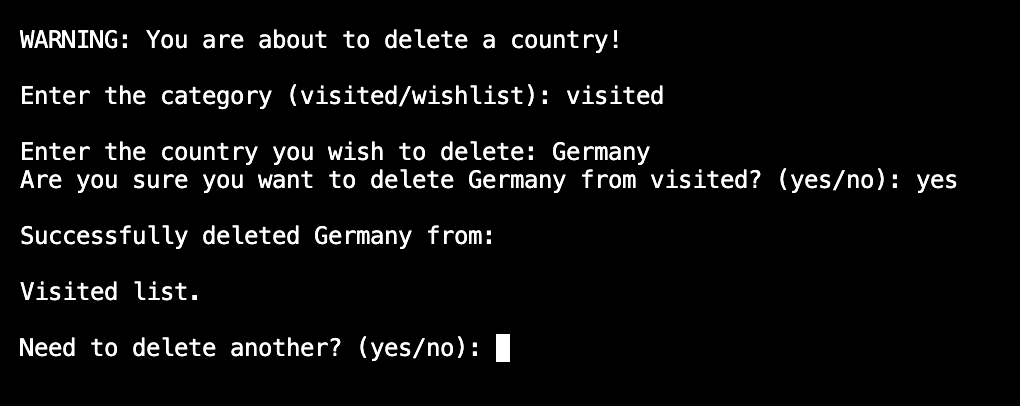 WARNING: You are about to delete a country!
Enter the category (visited/wishlist): visited
Enter the country you wish to delete: Germany
Are you sure you want to delete Germany from visited? (yes/no): yes
Successfully deleted Germany from:
Visited list.
Need to delete another? (yes/no):